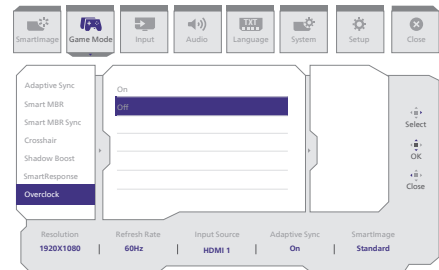 SmartImage Game Mode Input Audio Language System Setup Close
TXT
Adaptive Sync
Smart MBR
Smart MBR Sync
Crosshair
Shadow Boost
SmartResponse
Overclock
On
Off
Select
OK
Close
Resolution Refresh Rate Input Source Adaptive Sync SmartImage
1920X1080 60Hz HDMI 1 On Standard